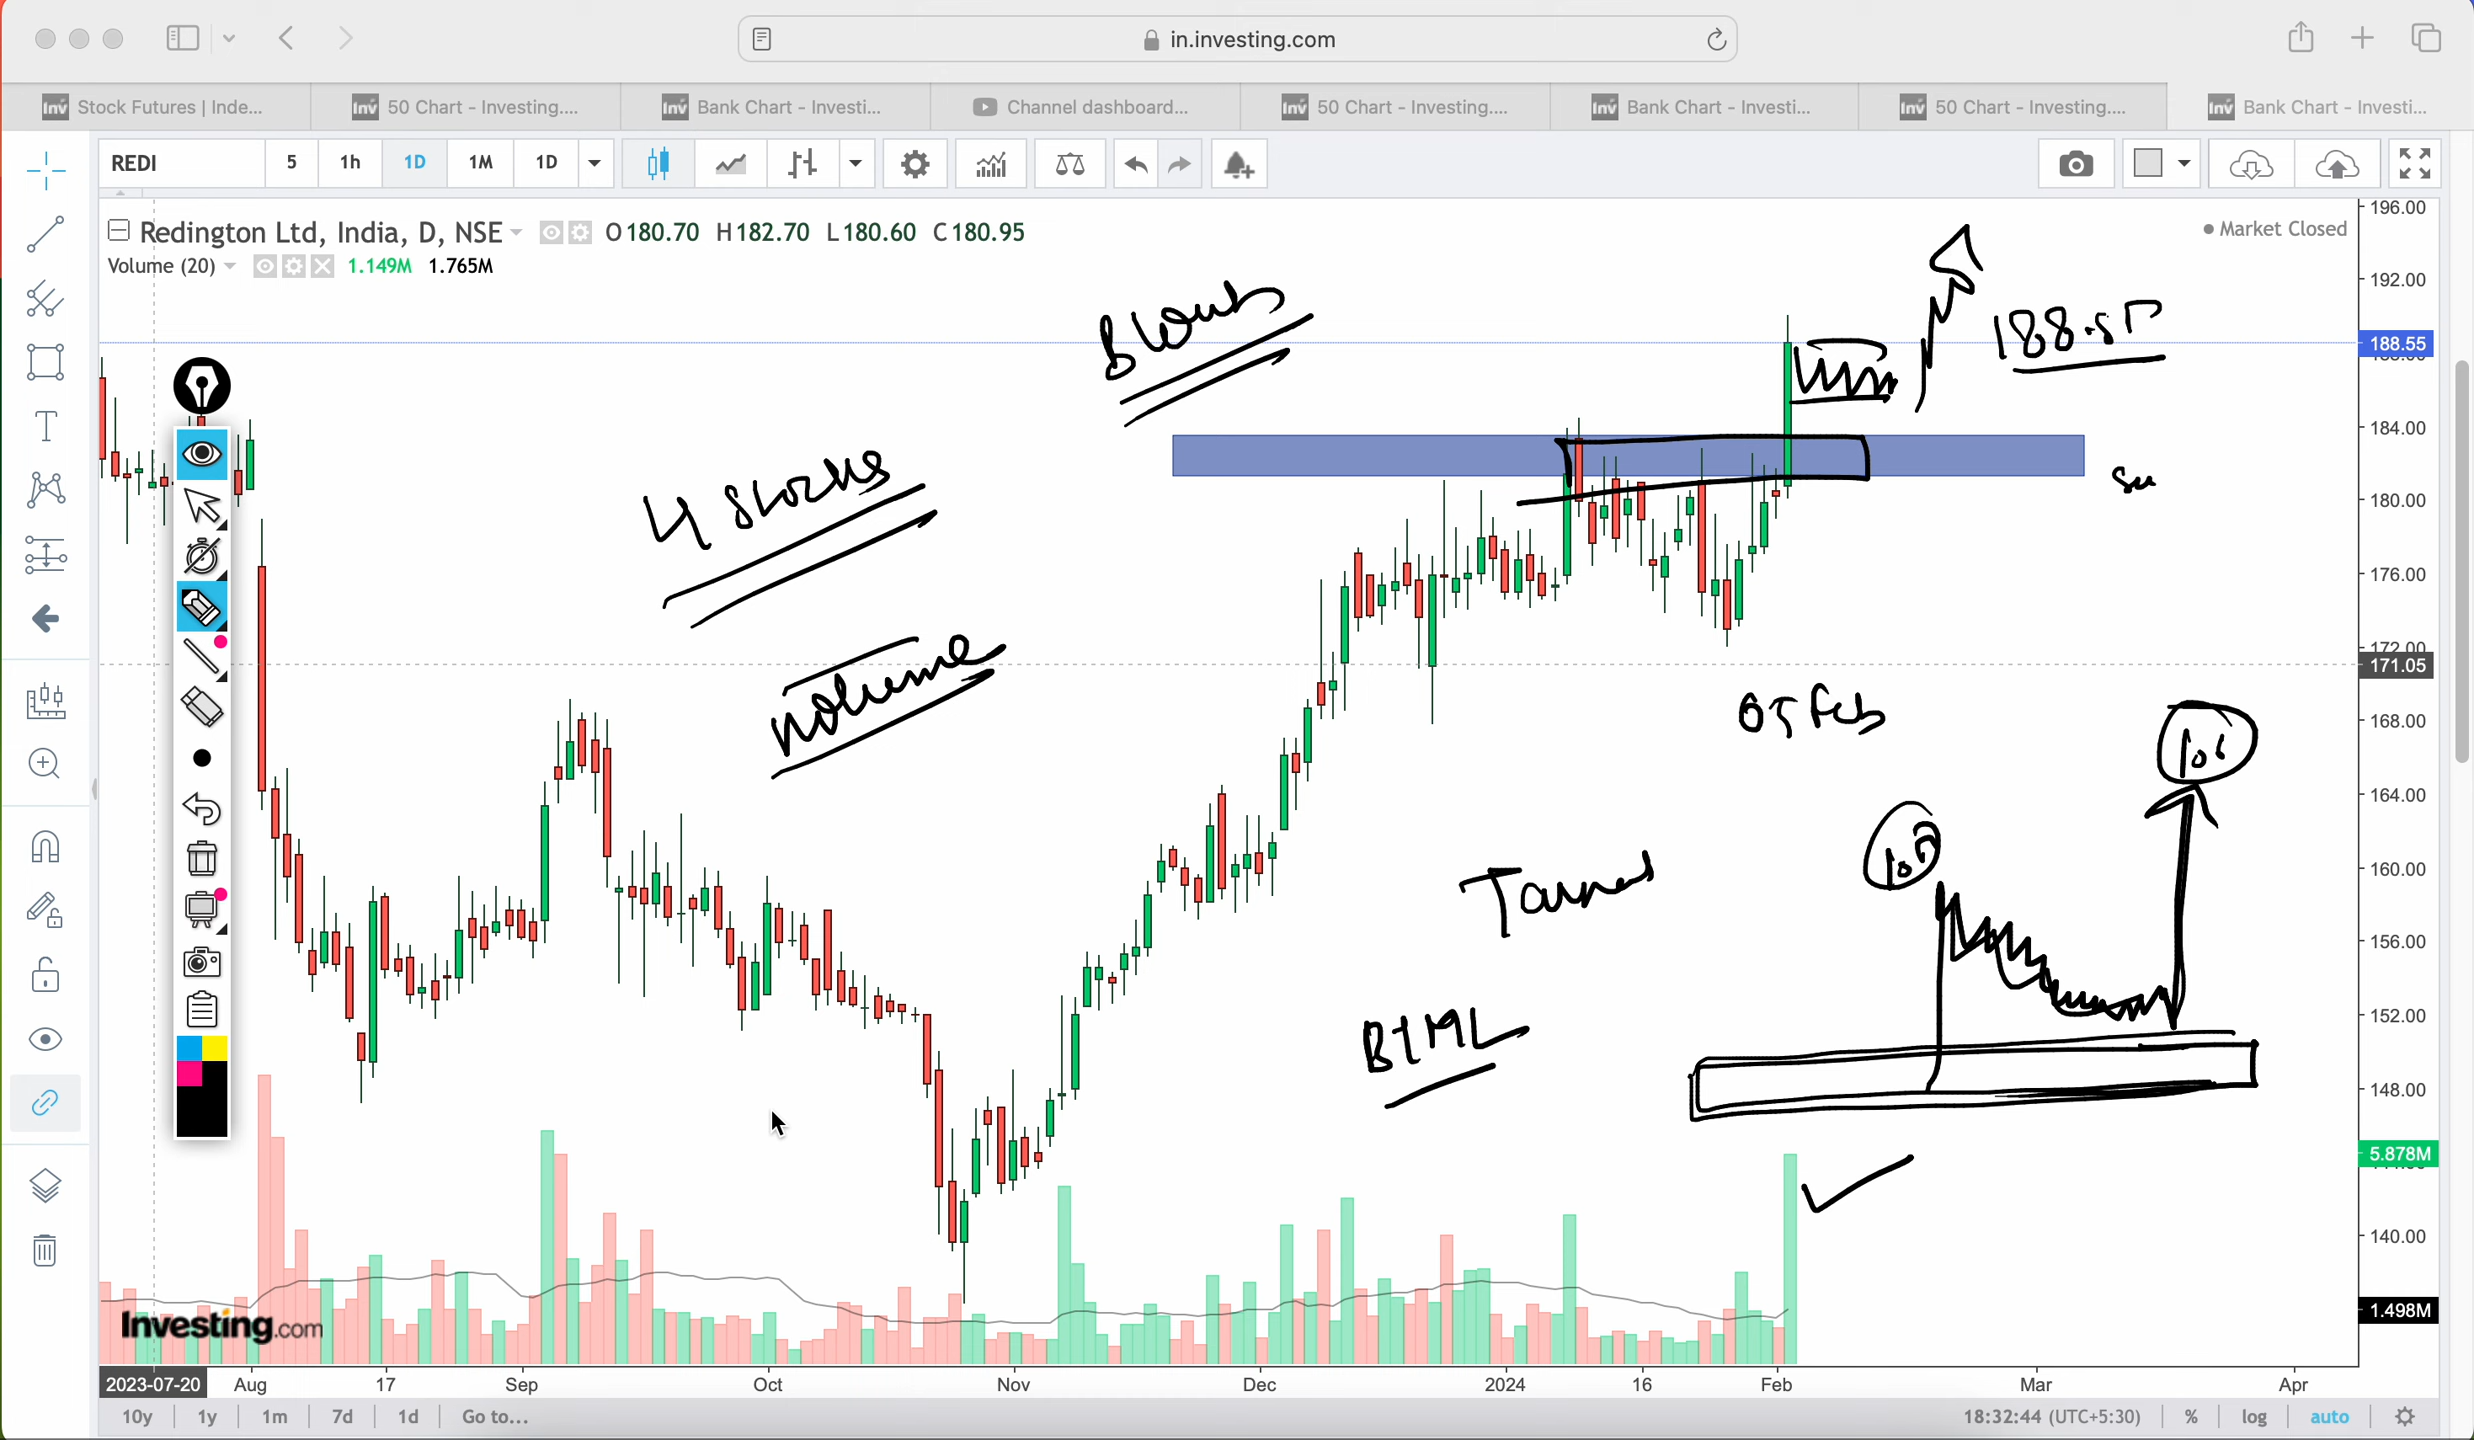 in.investing.com
Stock Futures | Inde...
50 Chart - Investing....
Bank Chart - Investi...
Channel dashboard...
50 Chart - Investing....
Bank Chart - Investi...
50 Chart - Investing....
Bank Chart - Investi...
REDI 5 1h 1D 1M 1D
Redington Ltd, India, D, NSE O180.70 H182.70 L180.60 C180.95
Market Closed
Volume (20) 1.149M 1.765M
196.00
192.00
188.55
184.00
180.00
176.00
172.00
171.05
168.00
164.00
160.00
156.00
152.00
148.00
5.878M
140.00
1.498M
188.55
4 stocks
volume
05 Feb
Investing.com
2023-07-20 Aug 17 Sep Oct Nov Dec 2024 16 Feb Mar Apr
10y 1y 1m 7d 1d Go to... 18:32:44 (UTC+5:30) % log auto